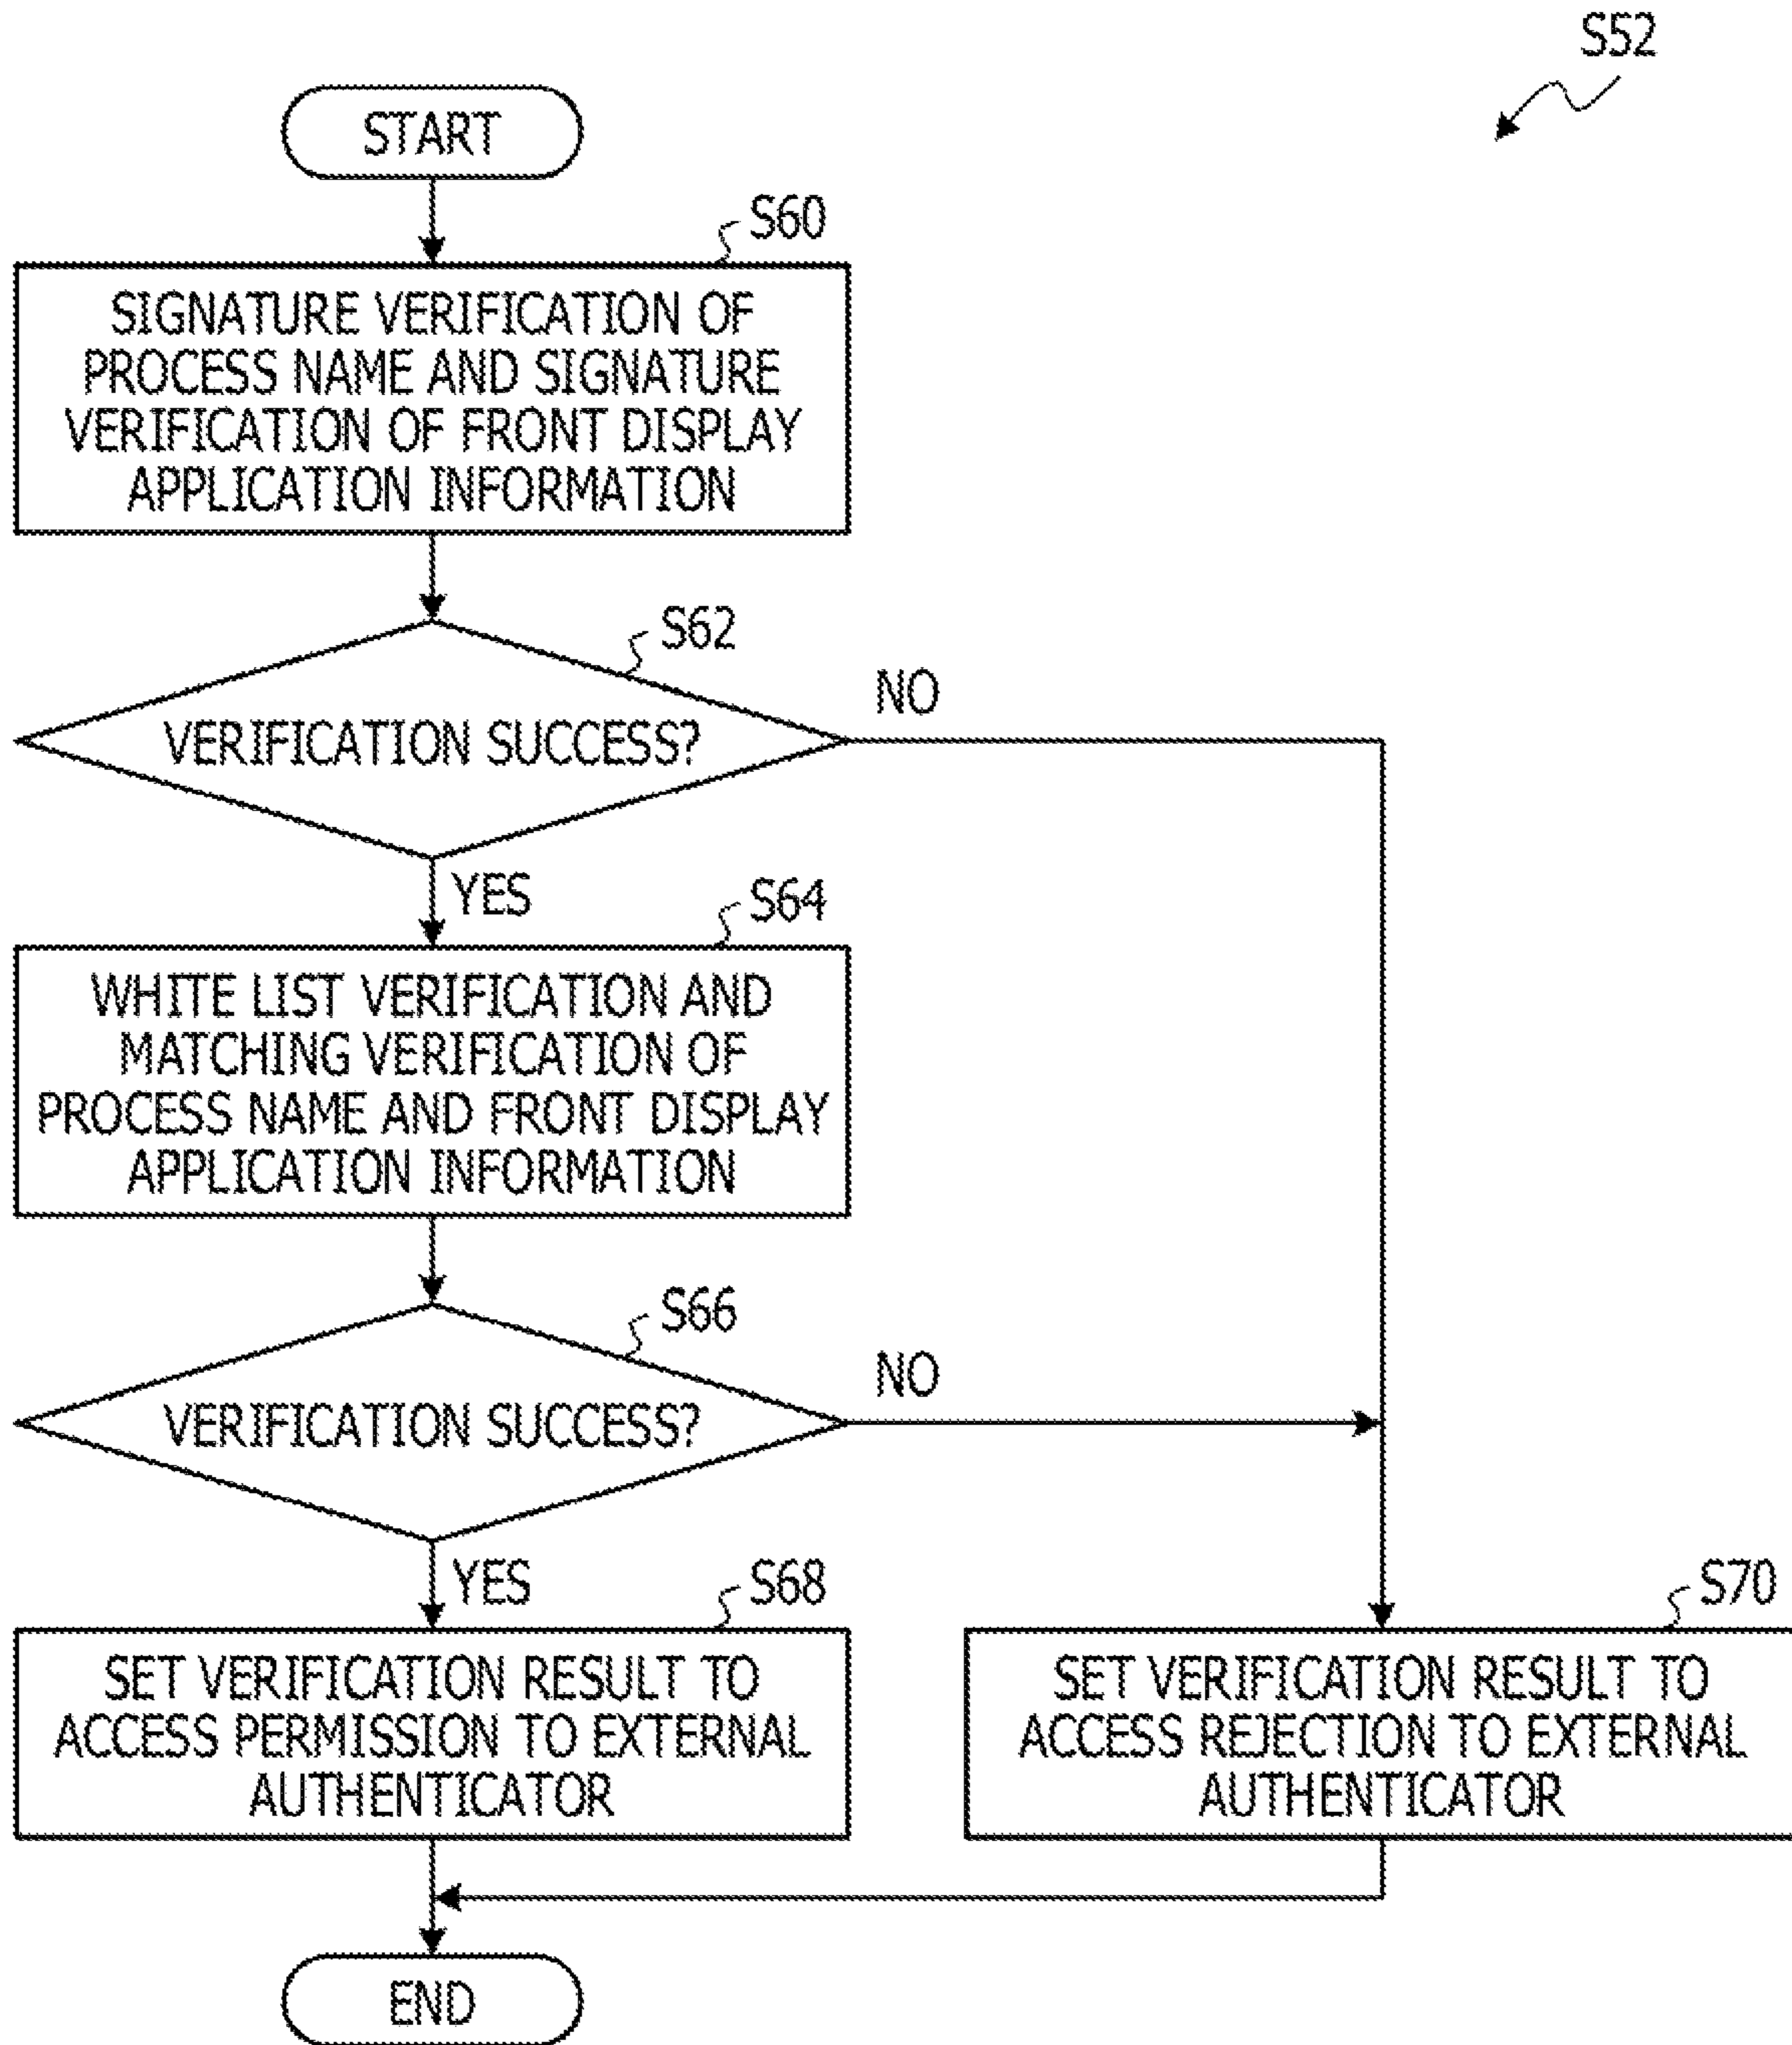 S52
START
S60
SIGNATURE VERIFICATION OF
PROCESS NAME AND SIGNATURE
VERIFICATION OF FRONT DISPLAY
APPLICATION INFORMATION
S62
VERIFICATION SUCCESS?
NO
YES
S64
WHITE LIST VERIFICATION AND
MATCHING VERIFICATION OF
PROCESS NAME AND FRONT DISPLAY
APPLICATION INFORMATION
S66
VERIFICATION SUCCESS?
NO
YES
S68
SET VERIFICATION RESULT TO
ACCESS PERMISSION TO EXTERNAL
AUTHENTICATOR
S70
SET VERIFICATION RESULT TO
ACCESS REJECTION TO EXTERNAL
AUTHENTICATOR
END